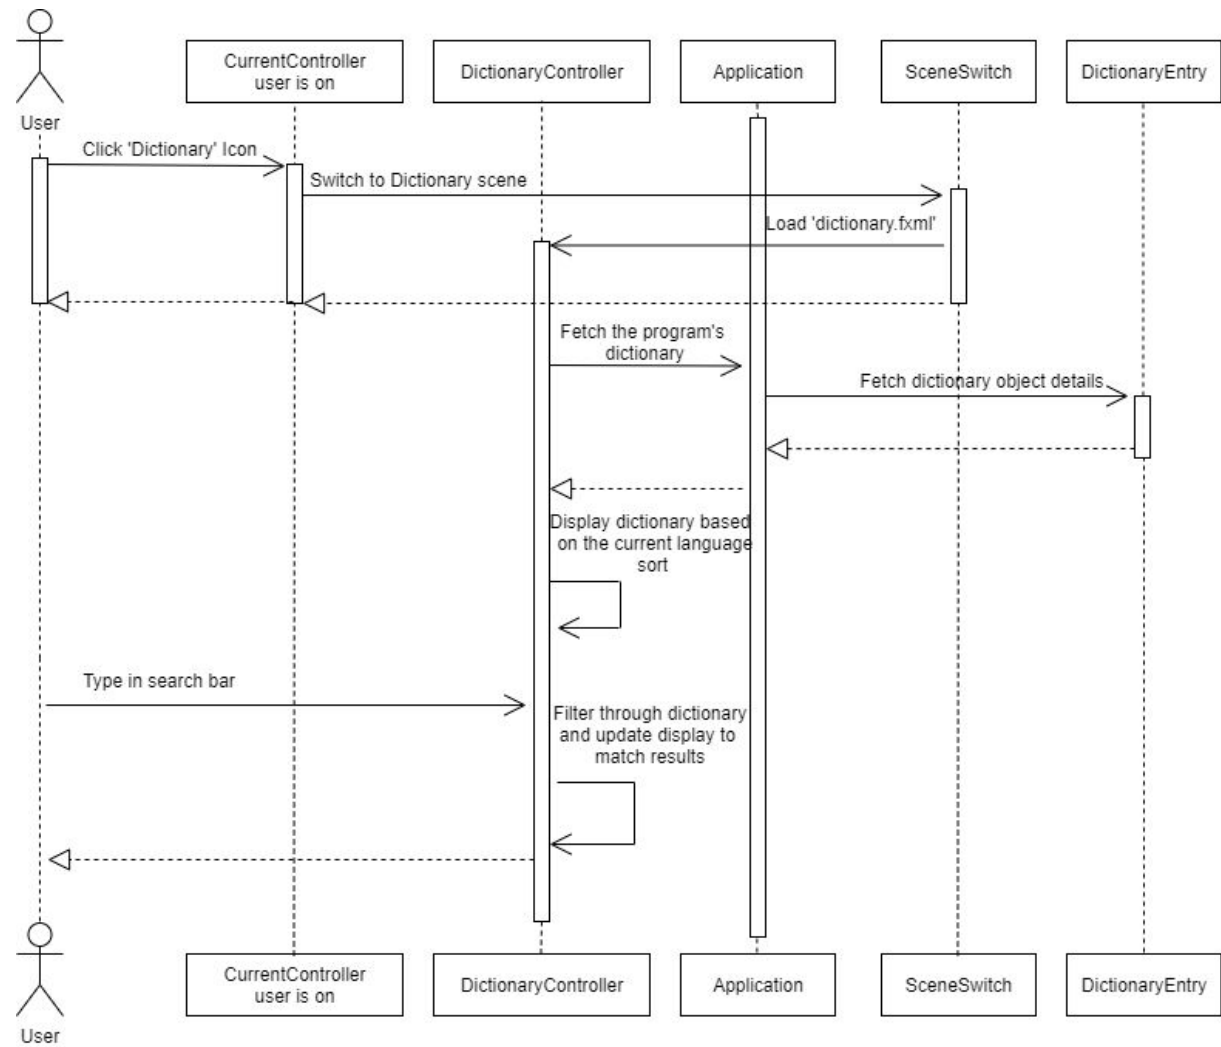 User
CurrentController
user is on
DictionaryController
Application
SceneSwitch
DictionaryEntry
Click 'Dictionary' Icon
Switch to Dictionary scene
Load 'dictionary.fxml'
Fetch the program's
dictionary
Fetch dictionary object details
Display dictionary based
on the current language
sort
Type in search bar
Filter through dictionary
and update display to
match results
User
CurrentController
user is on
DictionaryController
Application
SceneSwitch
DictionaryEntry